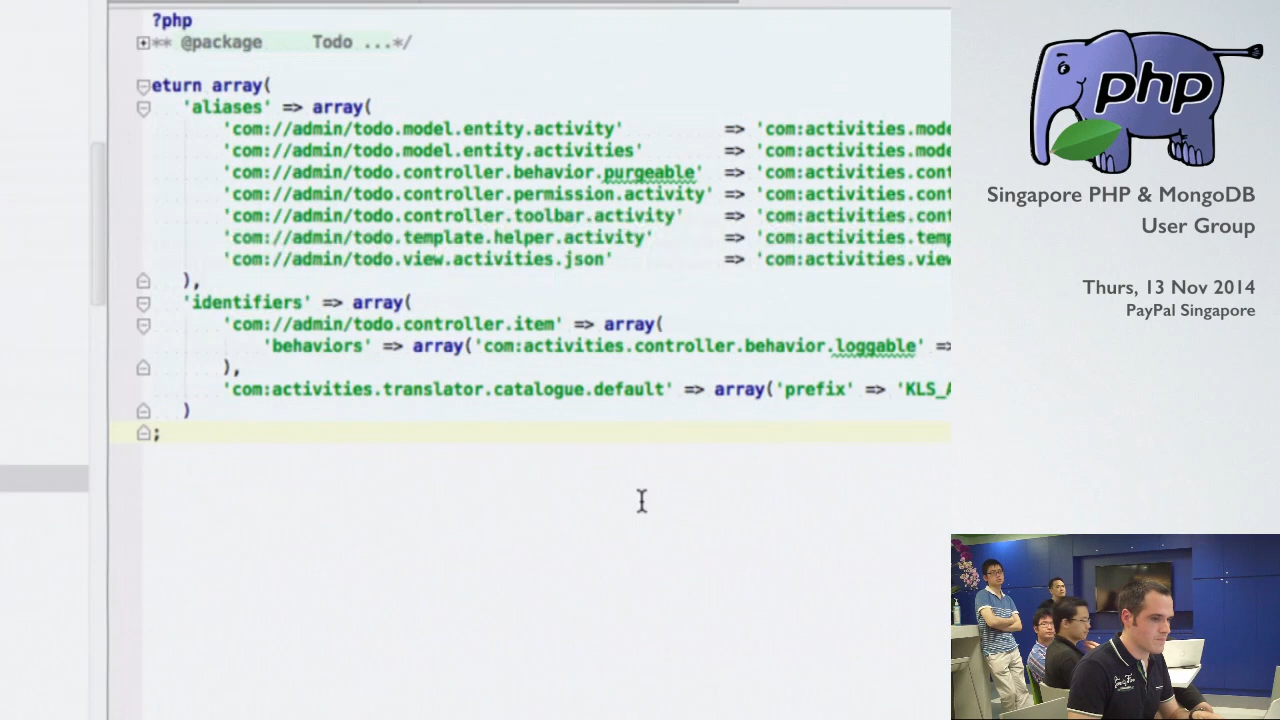 ?php
** @package Todo ...*/
eturn array(
'aliases' => array(
'com://admin/todo.model.entity.activity' => 'com:activities.mode
'com://admin/todo.model.entity.activities' => 'com:activities.mode
'com://admin/todo.controller.behavior.purgeable' => 'com:activities.cont
'com://admin/todo.controller.permission.activity' => 'com:activities.cont
'com://admin/todo.controller.toolbar.activity' => 'com:activities.cont
'com://admin/todo.template.helper.activity' => 'com:activities.temp
'com://admin/todo.view.activities.json' => 'com:activities.view
),
'identifiers' => array(
'com://admin/todo.controller.item' => array(
'behaviors' => array('com:activities.controller.behavior.loggable' =>
),
'com:activities.translator.catalogue.default' => array('prefix' => 'KLS_A
)
;
php
Singapore PHP & MongoDB
User Group
Thurs, 13 Nov 2014
PayPal Singapore